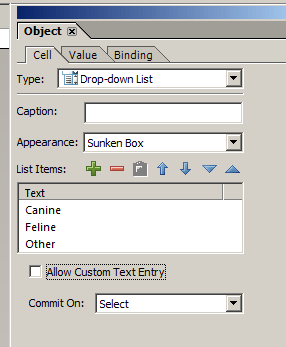 Object
Cell Value Binding
Type: Drop-down List
Caption:
Appearance: Sunken Box
List Items:
Text
Canine
Feline
Other
Allow Custom Text Entry
Commit On: Select